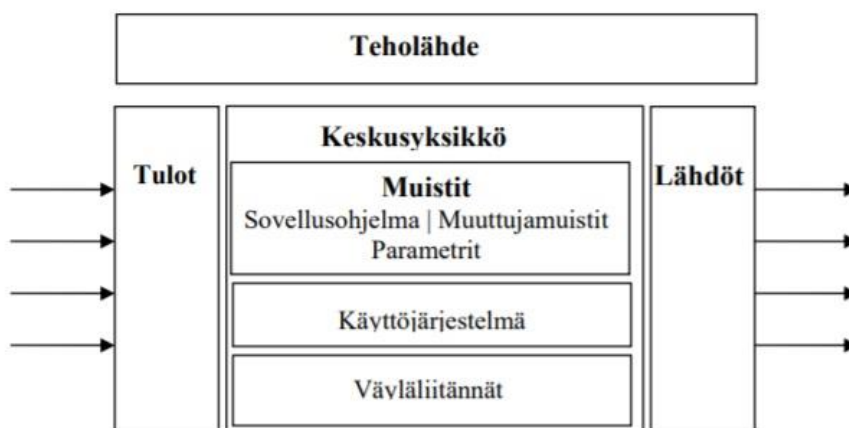 Teholähde
Keskusyksikkö
Tulot
Muistit
Lähdöt
Sovellusohjelma | Muuttujamuistit
Parametrit
Käyttöjärjestelmä
Väyläliitännät